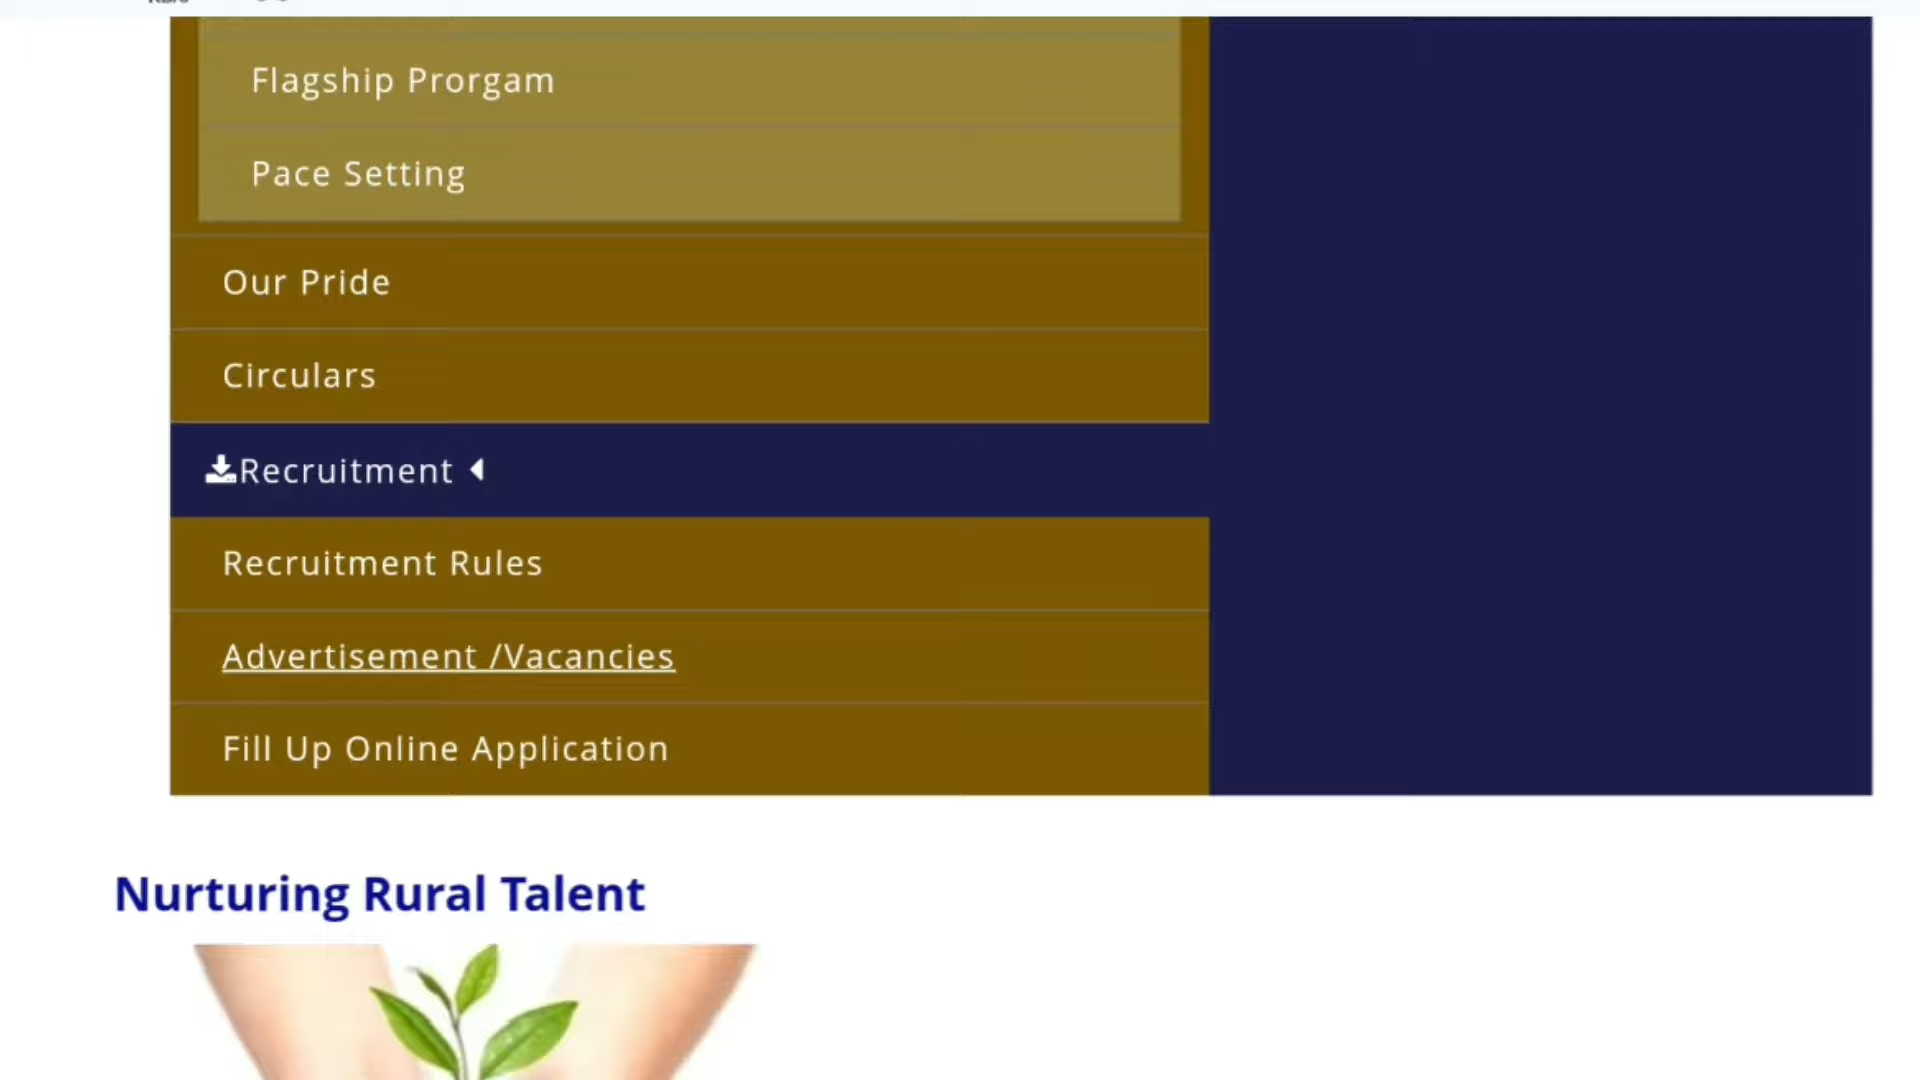 Flagship Prorgam
Pace Setting
Our Pride
Circulars
Recruitment
Recruitment Rules
Advertisement /Vacancies
Fill Up Online Application
Nurturing Rural Talent